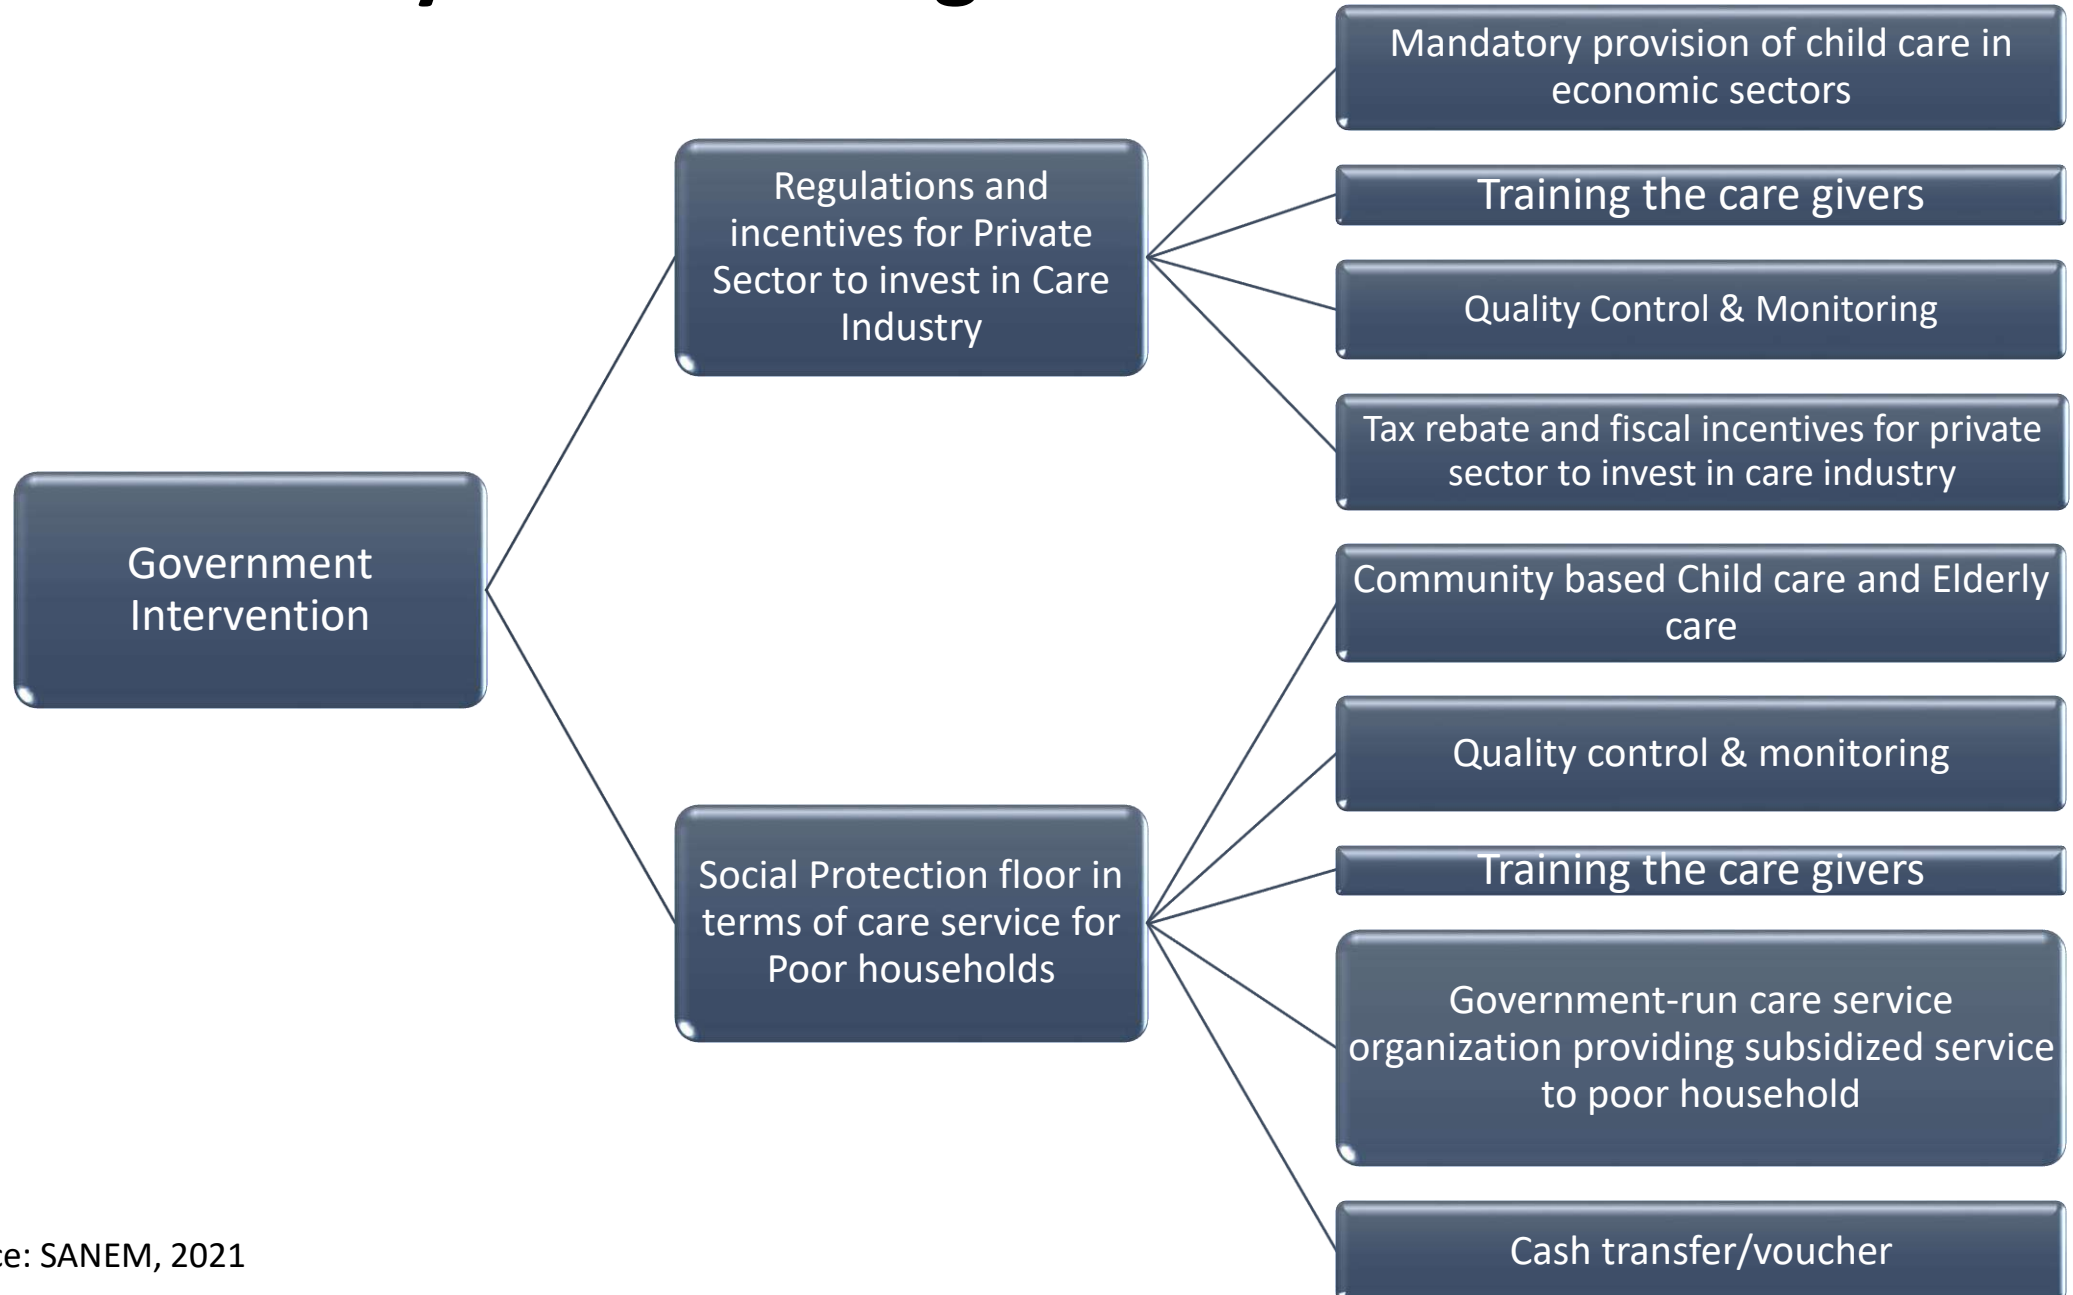 Mandatory provision of child care in
economic sectors
Regulations and
incentives for Private
Sector to invest in Care
Industry
Training the care givers
Quality Control & Monitoring
Tax rebate and fiscal incentives for private
sector to invest in care industry
Government
Intervention
Community based Child care and Elderly
care
Quality control & monitoring
Social Protection floor in
terms of care service for
Poor households
Training the care givers
Government-run care service
organization providing subsidized service
to poor household
Cash transfer/voucher
SANEM, 2021